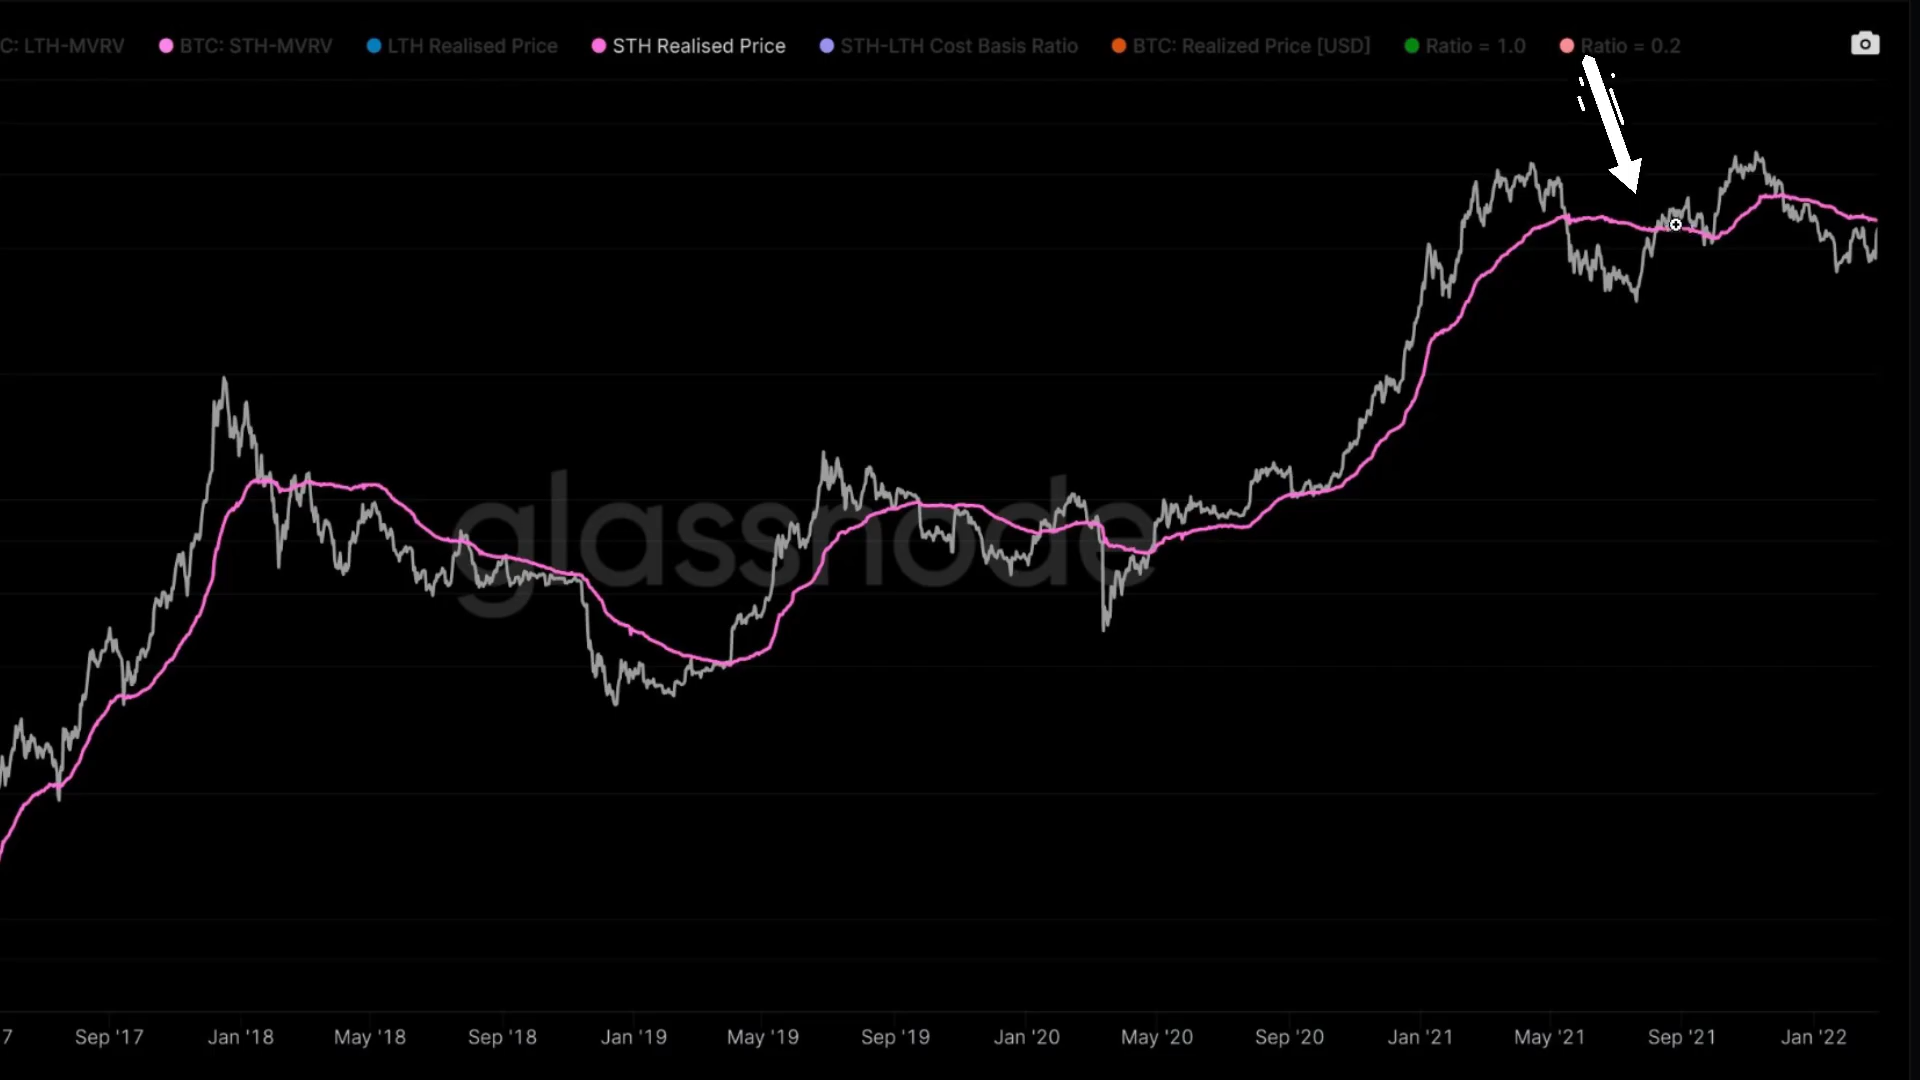 C: LTH-MVRV BTC: STH-MVRV LTH Realised Price STH Realised Price STH-LTH Cost Basis Ratio BTC: Realized Price [USD] Ratio = 1.0 Ratio = 0.2
glassnode
7 Sep '17 Jan '18 May '18 Sep '18 Jan '19 May '19 Sep '19 Jan '20 May '20 Sep '20 Jan '21 May '21 Sep '21 Jan '22